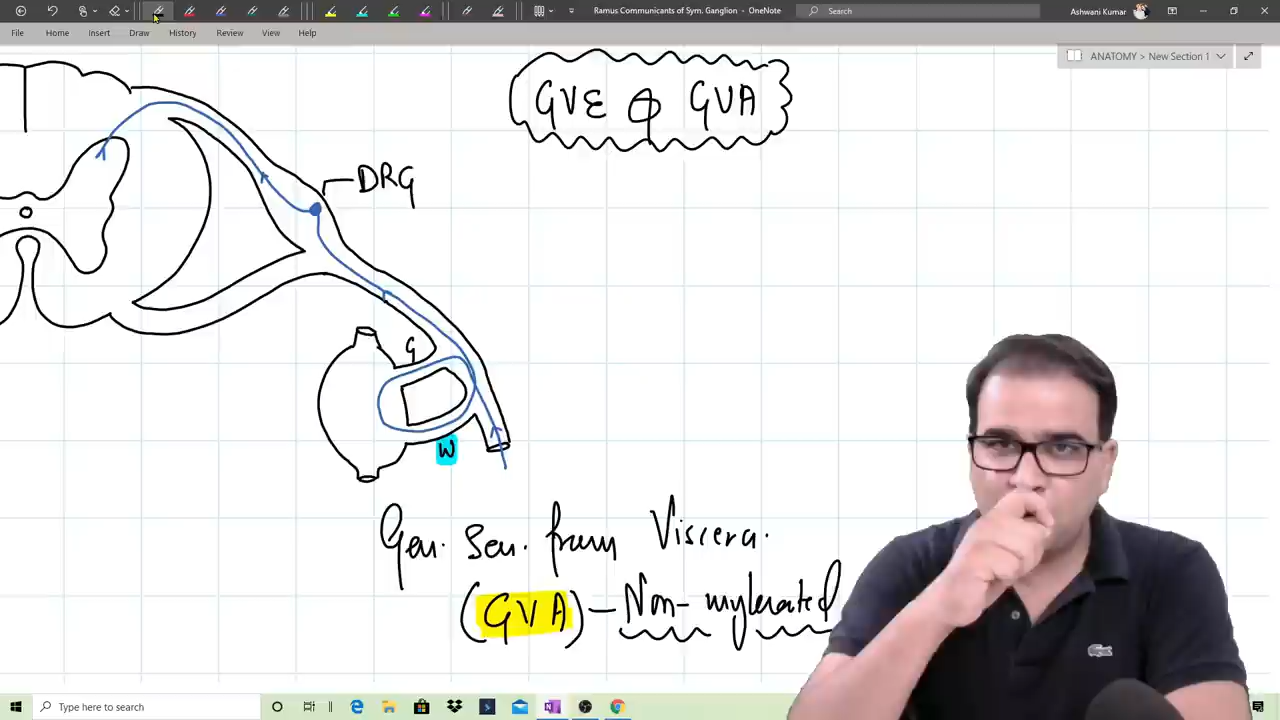 Ramus Communicants of Sym. Ganglion - OneNote
Search
Ashwani Kumar
File Home Insert Draw History Review View Help
ANATOMY > New Section 1
GVE & GVA
DRG
G
W
Gen. Sen. from Viscera.
(GVA) – Non-mylerated
Type here to search